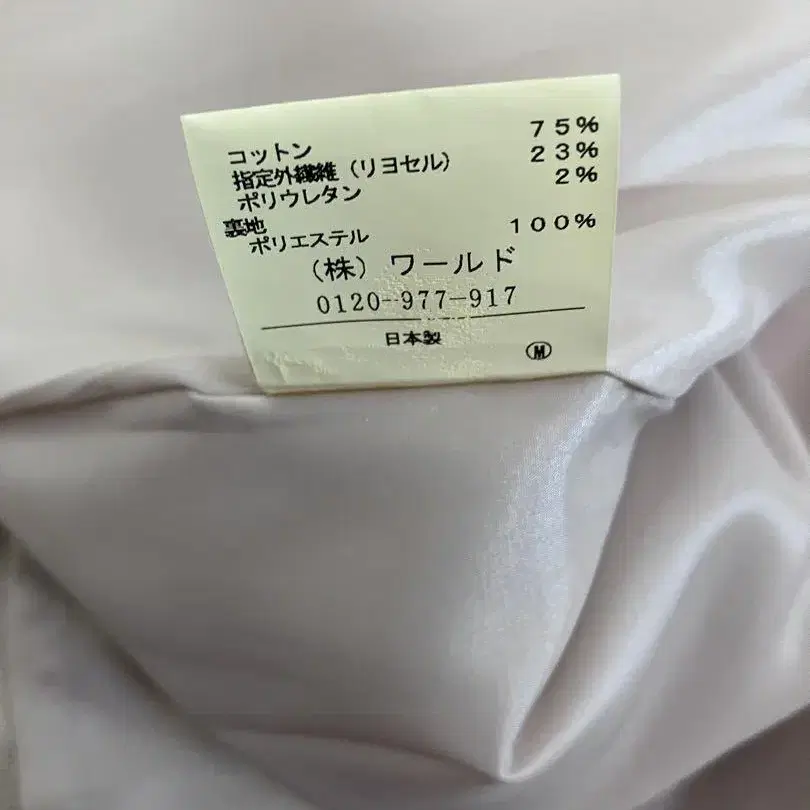 コットン ７５％
指定外繊維（リヨセル） ２３％
ポリウレタン ２％
裏地
ポリエステル １００％
（株）ワールド
0120-977-917
日本製
Ⓜ